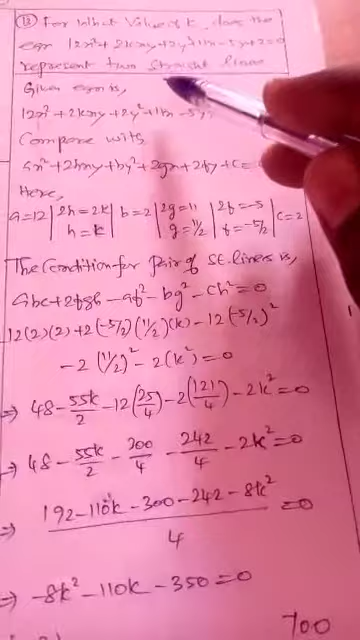 (13) For What Value of k, does the
eqn 12x²+2kxy+2y²+11x-5y+2=0
represent two straight lines
Given eqn is,
12x²+2kxy+2y²+11x-5y
Compare with
ax²+2hxy+by²+2gx+2fy+c=
Here,
a=12 | 2h=2k | b=2 | 2g=11 | 2f=-5 | c=2
h=k g=11/2 f=-5/2
The Condition for pair of St. lines is,
abc+2fgh-af²-bg²-ch²=0
12(2)(2)+2(-5/2)(11/2)(k)-12(-5/2)²
-2(11/2)²-2(k²)=0
⇒ 48-55k/2-12(25/4)-2(121/4)-2k²=0
⇒ 48-55k/2-300/4-242/4-2k²=0
⇒ (192-110k-300-242-8k²)/4=0
⇒ -8k²-110k-350=0
700